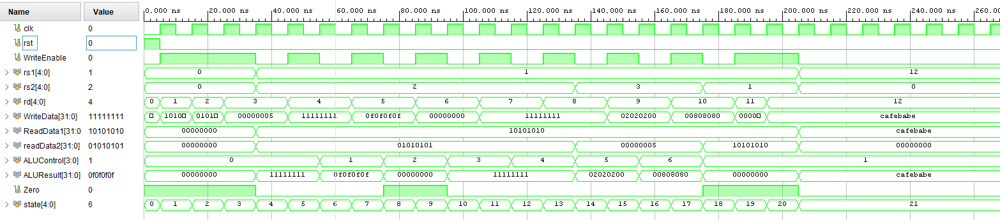 Name Value 0.000 ns 20.000 ns 40.000 ns 60.000 ns 80.000 ns 100.000 ns 120.000 ns 140.000 ns 160.000 ns 180.000 ns 200.000 ns 220.000 ns 240.000 ns 260.00
clk 0
rst 0
WriteEnable 0
rs1[4:0] 1 0 1 12
rs2[4:0] 2 0 2 3 1 0
rd[4:0] 4 0 1 2 3 4 5 6 7 8 9 10 11 12
WriteData[31:0] 11111111 1010 0101 00000005 11111111 0f0f0f0f 00000000 11111111 02020200 00808080 0000 cafebabe
ReadData1[31:0 10101010 00000000 10101010 cafebabe
readData2[31:0] 01010101 00000000 01010101 00000005 10101010 00000000
ALUControl[3:0] 1 0 1 2 3 4 5 6 1
ALUResult[31:0] 0f0f0f0f 00000000 11111111 0f0f0f0f 00000000 11111111 02020200 00808080 00000000 cafebabe
Zero 0
state[4:0] 6 0 1 2 3 4 5 6 7 8 9 10 11 12 13 14 15 16 17 18 19 20 21